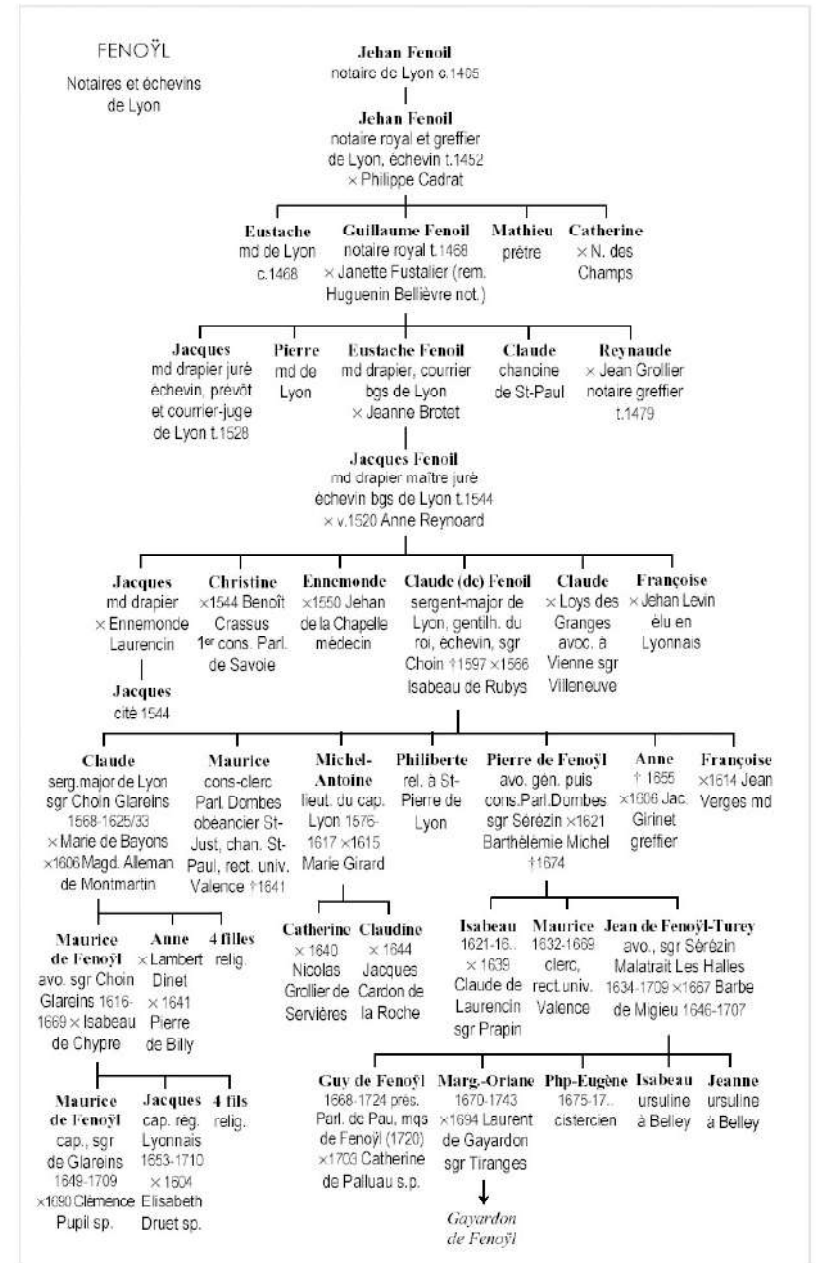 FENOŸL
Notaires et échevins
de Lyon
Jehan Fenoil
notaire de Lyon c.1405
Jehan Fenoil
notaire royal et greffier
de Lyon, échevin t.1452
× Philippe Cadrat
Eustache
md de Lyon
c.1468
Guillaume Fenoil
notaire royal t.1468
× Janette Fustalier (rem.
Huguenin Bellièvre not.)
Mathieu
prêtre
Catherine
× N. des
Champs
Jacques
md drapier juré
échevin, prévôt
et courrier-juge
de Lyon t.1528
Pierre
md de
Lyon
Eustache Fenoil
md drapier, courrier
bgs de Lyon
× Jeanne Brotet
Claude
chanoine
de St-Paul
Reynaude
× Jean Grollier
notaire greffier
t.1479
Jacques Fenoil
md drapier maître juré
échevin bgs de Lyon t.1544
× v.1520 Anne Reynoard
Jacques
md drapier
× Ennemonde
Laurencin
Jacques
cité 1544
Christine
×1544 Benoît
Crassus
1er cons. Parl.
de Savoie
Ennemonde
×1550 Jehan
de la Chapelle
médecin
Claude (de) Fenoil
sergent-major de
Lyon, gentilh. du
roi, échevin, sgr
Choin †1597 ×1566
Isabeau de Rubys
Claude
× Loys des
Granges
avoc. à
Vienne sgr
Villeneuve
Françoise
× Jehan Levin
élu en
Lyonnais
Claude
serg.major de Lyon
sgr Choin Glareins
1568-1625/33
× Marie de Bayons
×1606 Magd. Alleman
de Montmartin
Maurice
cons-clerc
Parl. Dombes
obéancier St-
Just, chan. St-
Paul, rect. univ.
Valence †1641
Michel-
Antoine
lieut. du cap.
Lyon 1576-
1617 ×1615
Marie Girard
Philiberte
rel. à St-
Pierre de
Lyon
Pierre de Fenoÿl
avo. gén. puis
cons.Parl.Dombes
sgr Sérézin ×1621
Barthélémie Michel
†1674
Anne
† 1655
×1606 Jac.
Girinet
greffier
Françoise
×1614 Jean
Verges md
Maurice
de Fenoÿl
avo. sgr Choin
Glareins 1616-
1669 × Isabeau
de Chypre
Anne
× Lambert
Dinet
× 1641
Pierre
de Billy
4 filles
relig.
Catherine
× 1640
Nicolas
Grollier de
Servières
Claudine
× 1644
Jacques
Cardon de
la Roche
Isabeau
1621-16..
× 1639
Claude de
Laurencin
sgr Prapin
Maurice
1632-1669
clerc,
rect.univ.
Valence
Jean de Fenoÿl-Turey
avo., sgr Sérézin
Malatrait Les Halles
1634-1709 ×1667 Barbe
de Migieu 1646-1707
Maurice
de Fenoÿl
cap., sgr
de Glareins
1649-1709
×1690 Clémence
Pupil sp.
Jacques
cap. rég.
Lyonnais
1653-1710
× 1604
Elisabeth
Druet sp.
4 fils
relig.
Guy de Fenoÿl
1668-1724 prés.
Parl. de Pau, mqs
de Fenoÿl (1720)
×1703 Catherine
de Palluau s.p.
Marg.-Oriane
1670-1743
×1694 Laurent
de Gayardon
sgr Tiranges
Gayardon
de Fenoÿl
Php-Eugène
1675-17..
cistercien
Isabeau
ursuline
à Belley
Jeanne
ursuline
à Belley